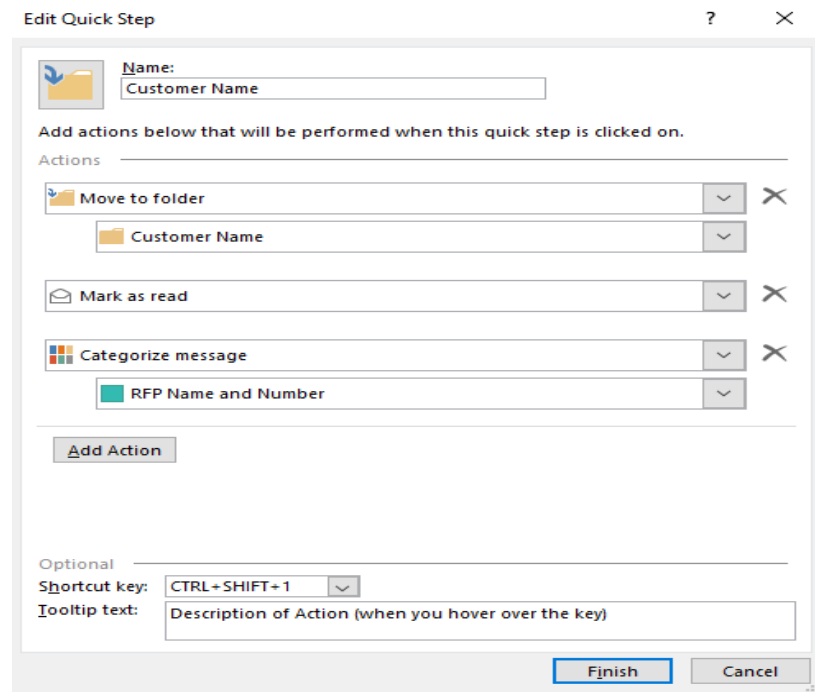 Edit Quick Step ?
Name:
Customer Name
Add actions below that will be performed when this quick step is clicked on.
Actions
Move to folder
Customer Name
Mark as read
Categorize message
RFP Name and Number
Add Action
Optional
Shortcut key: CTRL+SHIFT+1
Tooltip text: Description of Action (when you hover over the key)
Finish Cancel